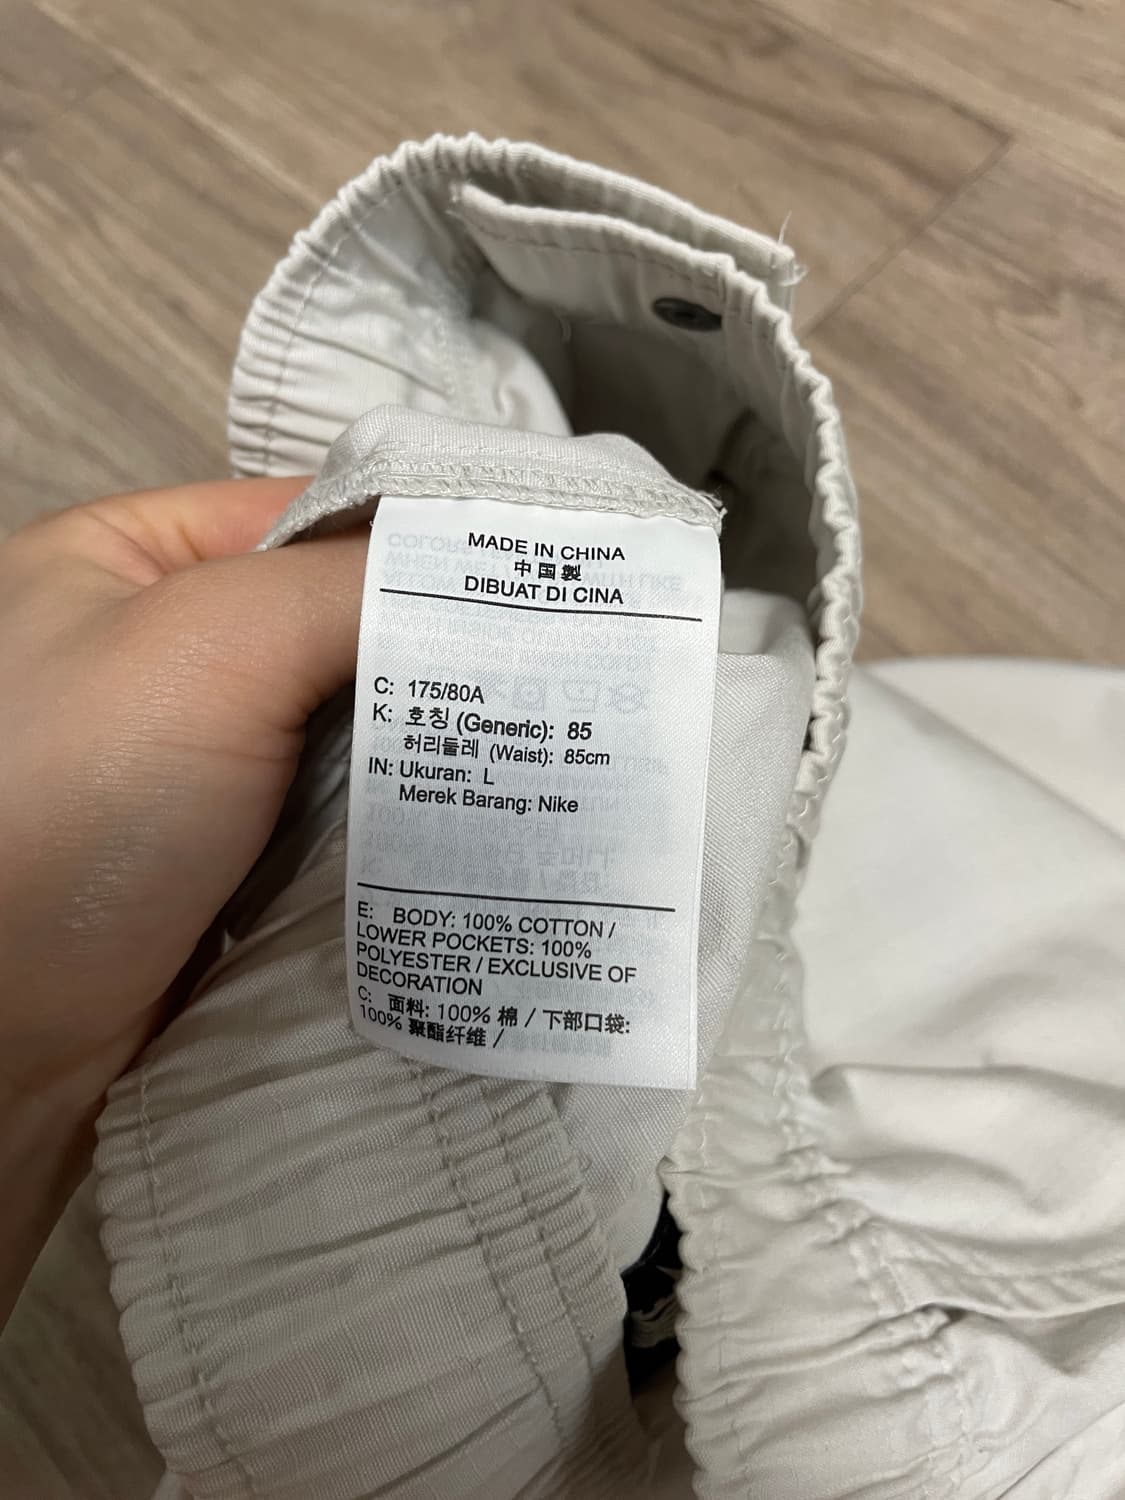 MADE IN CHINA
中国製
DIBUAT DI CINA
C: 175/80A
K: 호칭 (Generic): 85
허리둘레 (Waist): 85cm
IN: Ukuran: L
Merek Barang: Nike
E: BODY: 100% COTTON /
LOWER POCKETS: 100%
POLYESTER / EXCLUSIVE OF
DECORATION
C: 面料: 100% 棉 / 下部口袋:
100% 聚酯纤维 /